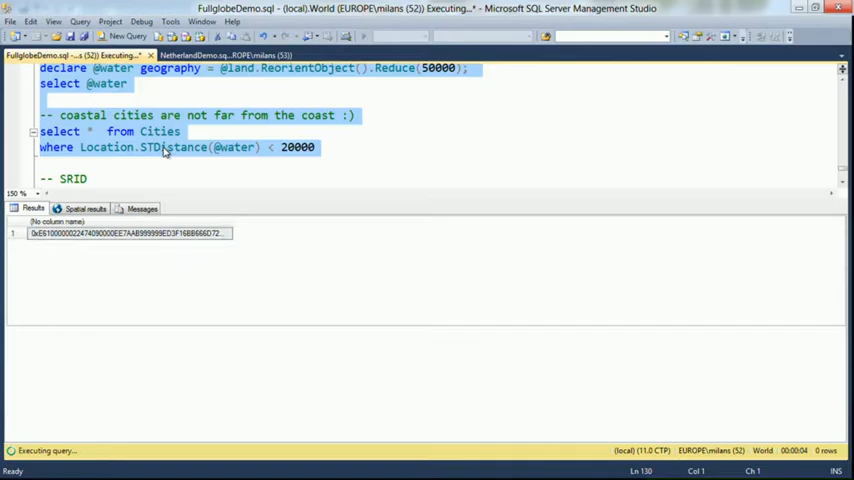 FullglobeDemo.sql - (local).World (EUROPE\milans (52)) Executing...* - Microsoft SQL Server Management Studio
File Edit View Query Project Debug Tools Window Help
New Query
FullglobeDemo.sql -...s (52)) Executing...* NetherlandDemo.sq...ROPE\milans (53))
declare @water geography = @land.ReorientObject().Reduce(50000);
select @water
-- coastal cities are not far from the coast :)
select * from Cities
where Location.STDistance(@water) < 20000
-- SRID
150 %
Results Spatial results Messages
(No column name)
1 0xE6100000022474090000EE7AAB999999ED3F16BB666D72...
Executing query... (local) (11.0 CTP) EUROPE\milans (52) World 00:00:04 0 rows
Ready Ln 130 Col 1 Ch 1 INS